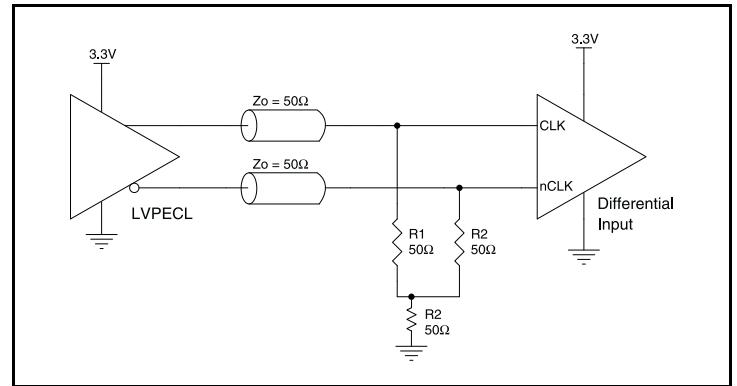 3.3V
3.3V
Zo = 50Ω
CLK
Zo = 50Ω
nCLK
LVPECL
Differential
Input
R1
50Ω
R2
50Ω
R2
50Ω